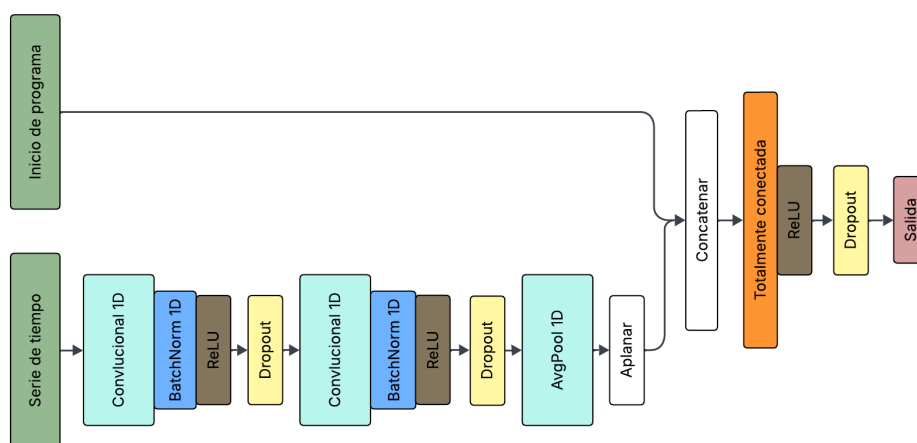 Inicio de programa
Serie de tiempo
Convlucional 1D
BatchNorm 1D
ReLU
Dropout
Convlucional 1D
BatchNorm 1D
ReLU
Dropout
AvgPool 1D
Aplanar
Concatenar
Totalmente conectada
ReLU
Dropout
Salida